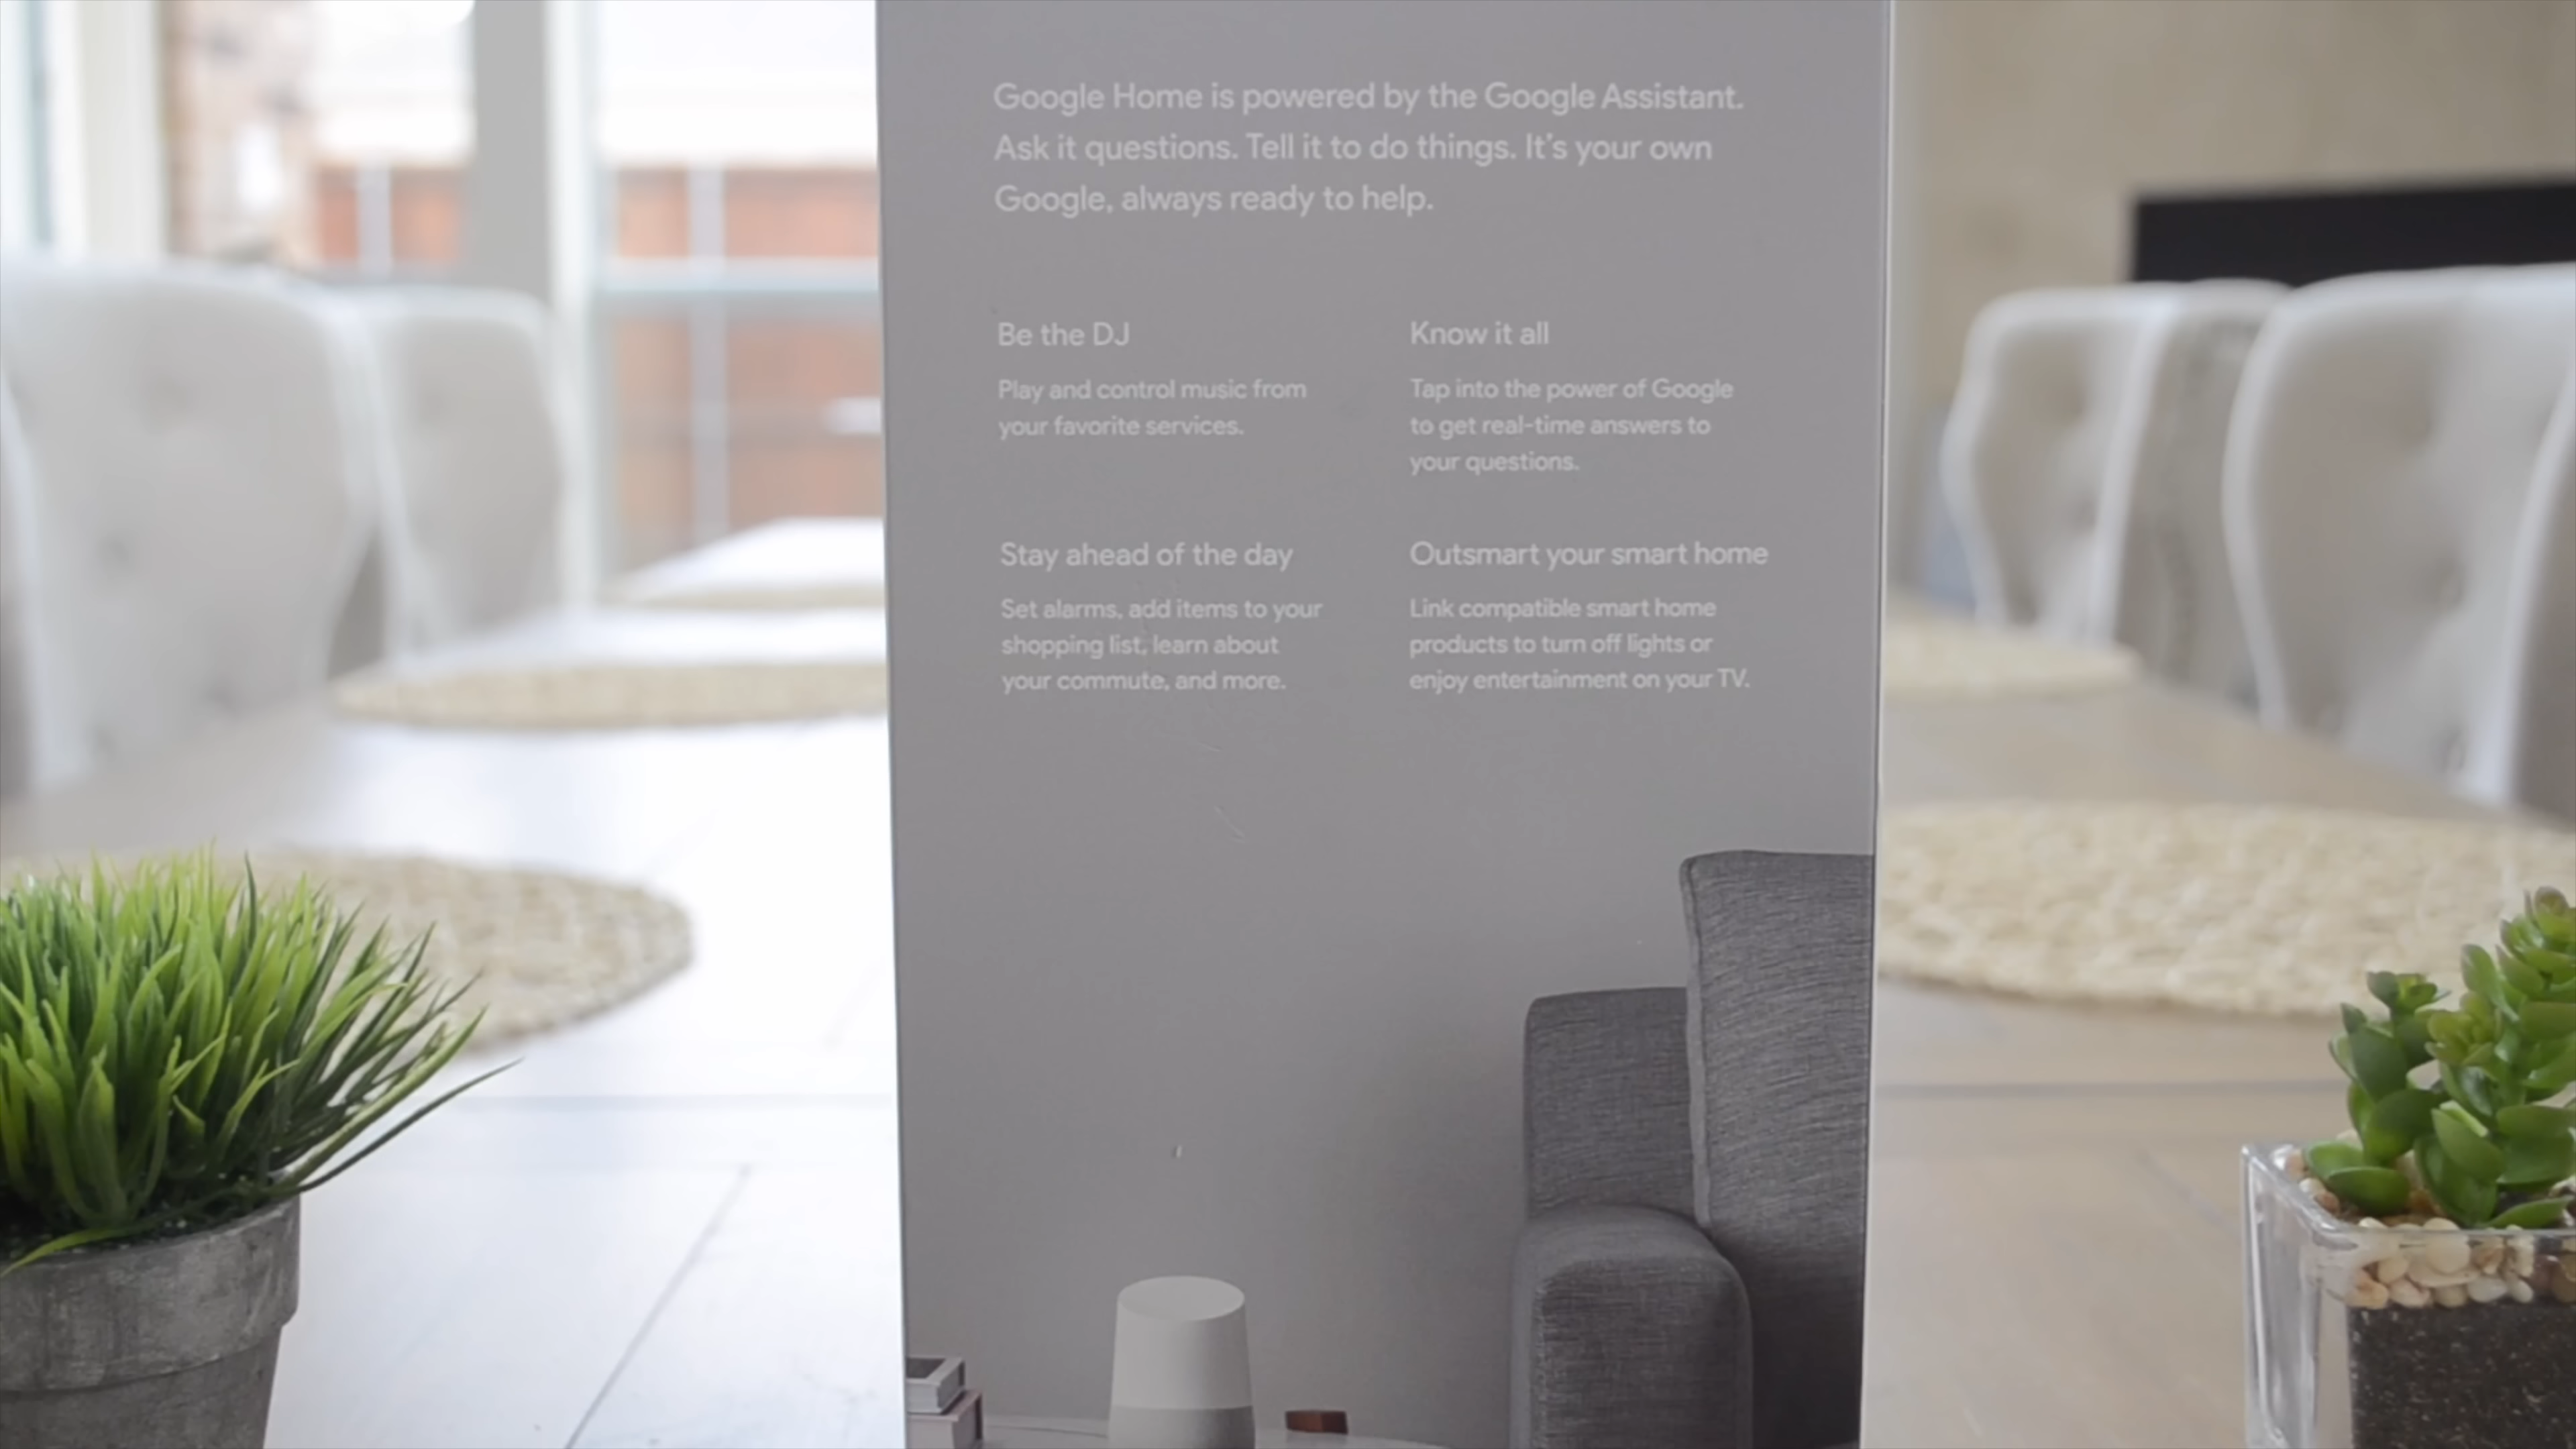 Google Home is powered by the Google Assistant.
Ask it questions. Tell it to do things. It's your own
Google, always ready to help.
Be the DJ
Play and control music from
your favorite services.
Know it all
Tap into the power of Google
to get real-time answers to
your questions.
Stay ahead of the day
Set alarms, add items to your
shopping list, learn about
your commute, and more.
Outsmart your smart home
Link compatible smart home
products to turn off lights or
enjoy entertainment on your TV.